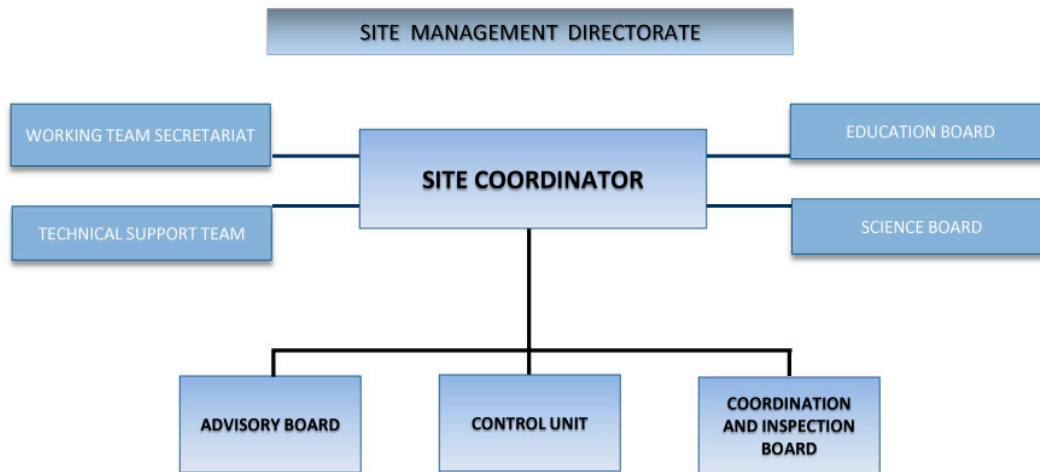 SITE MANAGEMENT DIRECTORATE
WORKING TEAM SECRETARIAT
EDUCATION BOARD
SITE COORDINATOR
TECHNICAL SUPPORT TEAM
SCIENCE BOARD
ADVISORY BOARD
CONTROL UNIT
COORDINATION
AND INSPECTION
BOARD